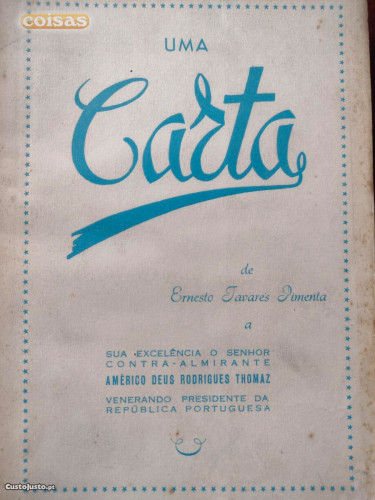 coisas
UMA
Carta
de
Ernesto Tavares Pimenta
a
SUA EXCELÊNCIA O SENHOR
CONTRA-ALMIRANTE
AMÉRICO DEUS RODRIGUES THOMAZ
VENERANDO PRESIDENTE DA
REPÚBLICA PORTUGUESA
CustoJusto.pt